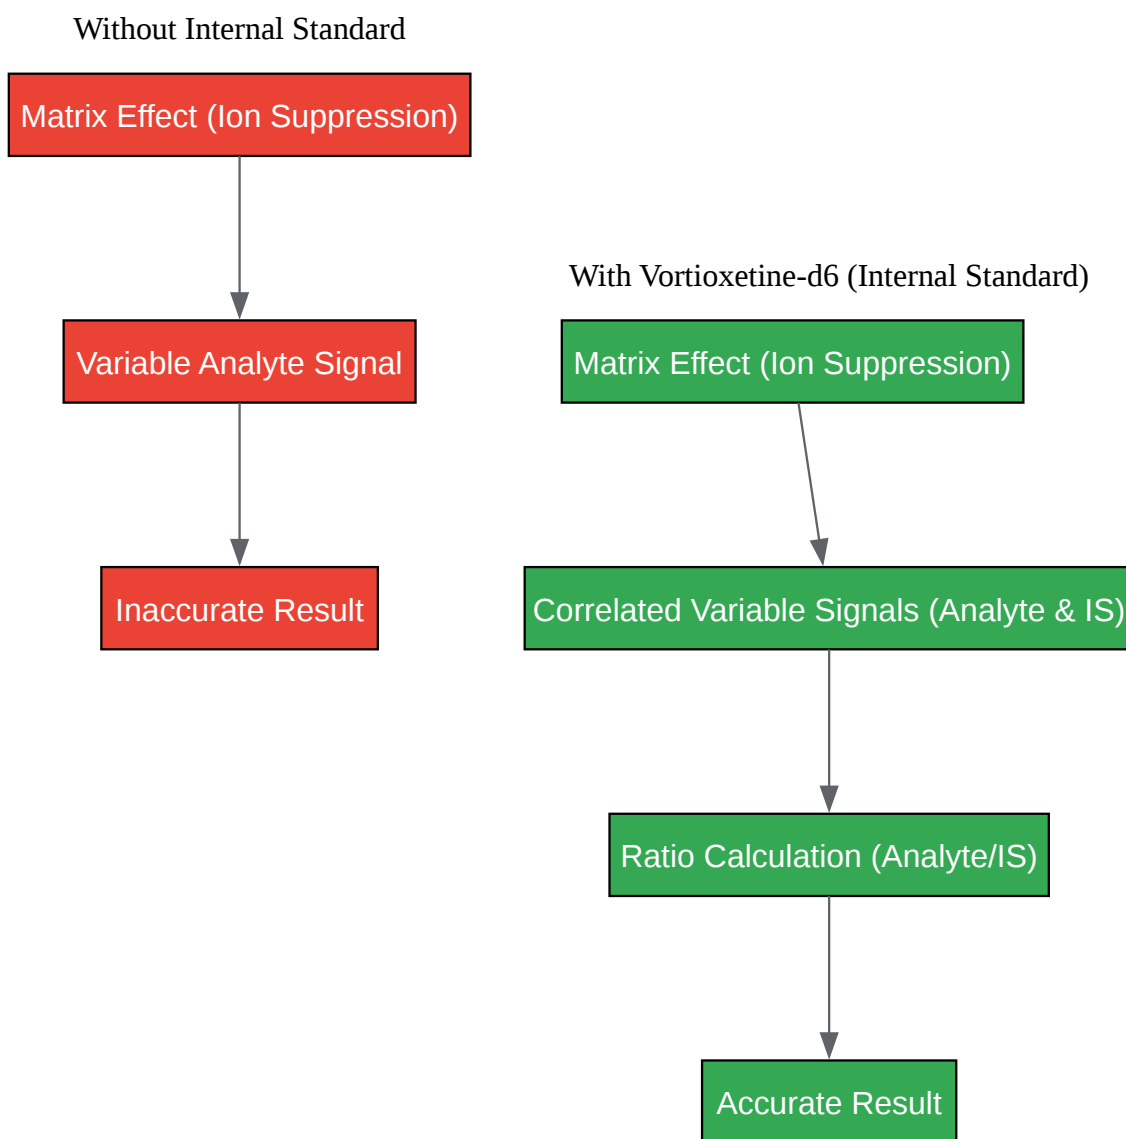 Without Internal Standard
Matrix Effect (Ion Suppression)
Variable Analyte Signal
Inaccurate Result
With Vortioxetine-d6 (Internal Standard)
Matrix Effect (Ion Suppression)
Correlated Variable Signals (Analyte & IS)
Ratio Calculation (Analyte/IS)
Accurate Result